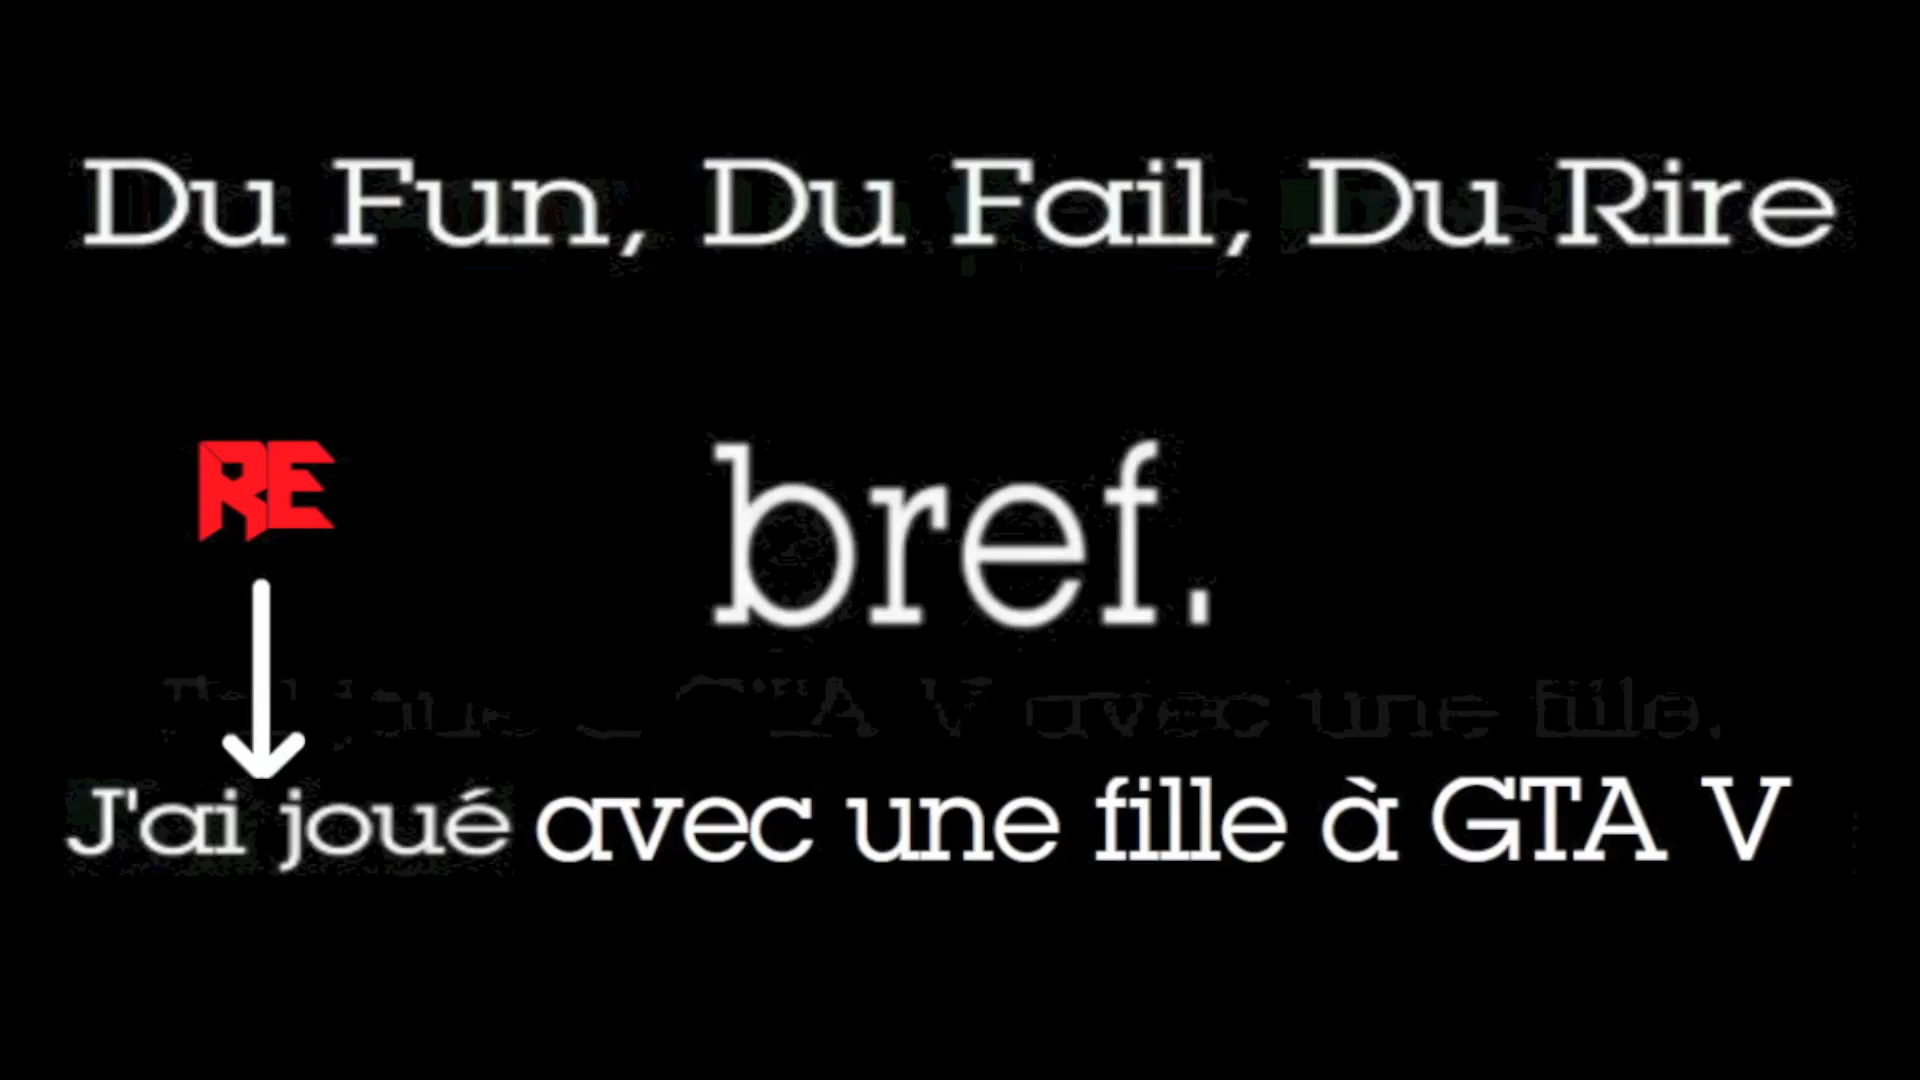 Du Fun, Du Fail, Du Rire
RE
bref.
J'ai joué avec une fille à GTA V